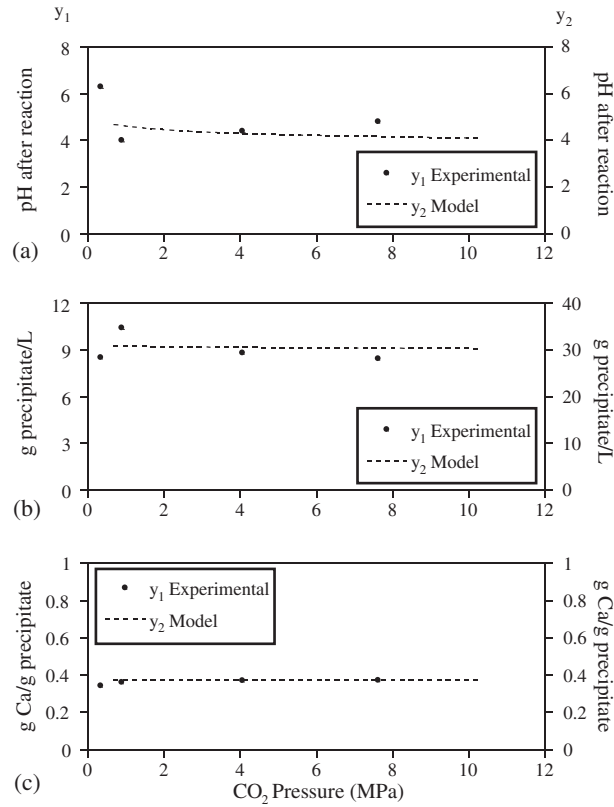 y1 y2
8 8
6 6
4 4
2 2
0 0
pH after reaction
pH after reaction
y1 Experimental
y2 Model
(a)
0 2 4 6 8 10 12
12 40
9 30
6 20
3 10
0 0
g precipitate/L
g precipitate/L
y1 Experimental
y2 Model
(b)
0 2 4 6 8 10 12
1 1
0.8 0.8
0.6 0.6
0.4 0.4
0.2 0.2
0 0
g Ca/g precipitate
g Ca/g precipitate
y1 Experimental
y2 Model
(c)
0 2 4 6 8 10 12
CO2 Pressure (MPa)